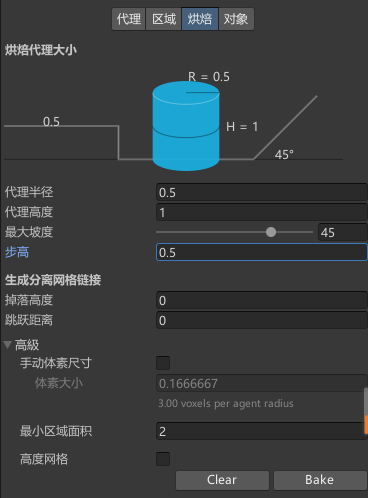 代理 区域 烘焙 对象
烘焙代理大小
R = 0.5
0.5
H = 1
45°
代理半径 0.5
代理高度 1
最大坡度 45
步高 0.5
生成分离网格链接
掉落高度 0
跳跃距离 0
高級
手动体素尺寸
体素大小 0.1666667
3.00 voxels per agent radius
最小区域面积 2
高度网格
Clear Bake